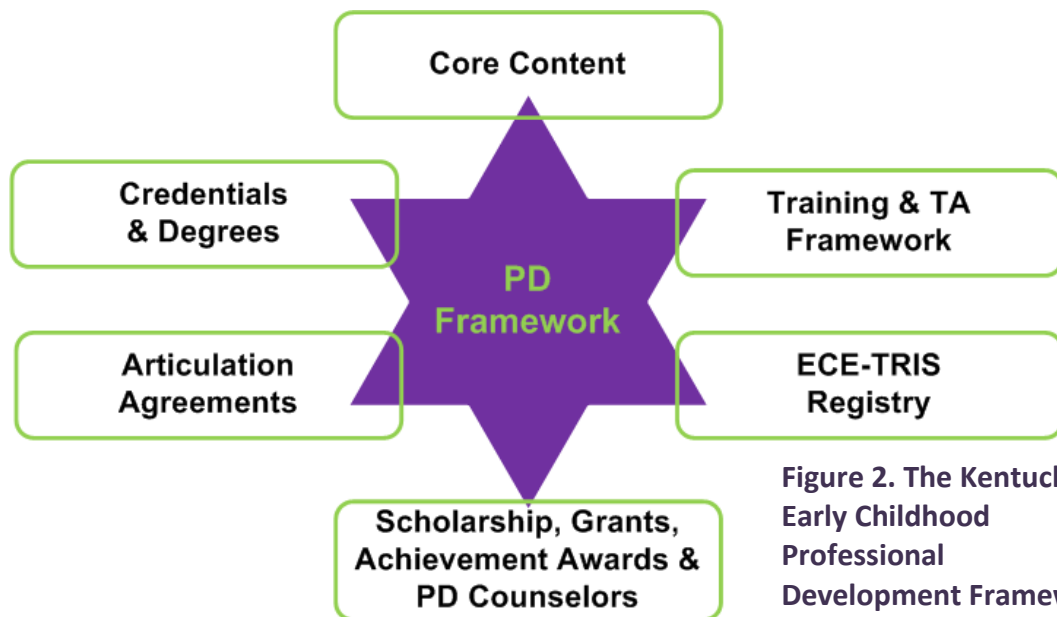 Core Content
Credentials
& Degrees
Training & TA
Framework
PD
Framework
Articulation
Agreements
ECE-TRIS
Registry
Scholarship, Grants,
Achievement Awards &
PD Counselors
Figure 2. The Kentuc
Early Childhood
Professional
Development Framew